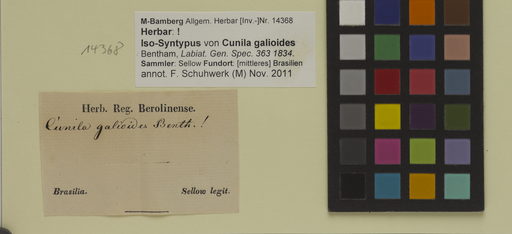 14368
M-Bamberg Allgem. Herbar [Inv.-]Nr. 14368
Herbar: !
Iso-Syntypus von Cunila galioides
Bentham, Labiat. Gen. Spec. 363 1834.
Sammler: Sellow Fundort: [mittleres] Brasilien
annot. F. Schuhwerk (M) Nov. 2011
Herb. Reg. Berolinense.
Cunila galioides Benth. !
Brazilia. Sellow legit.